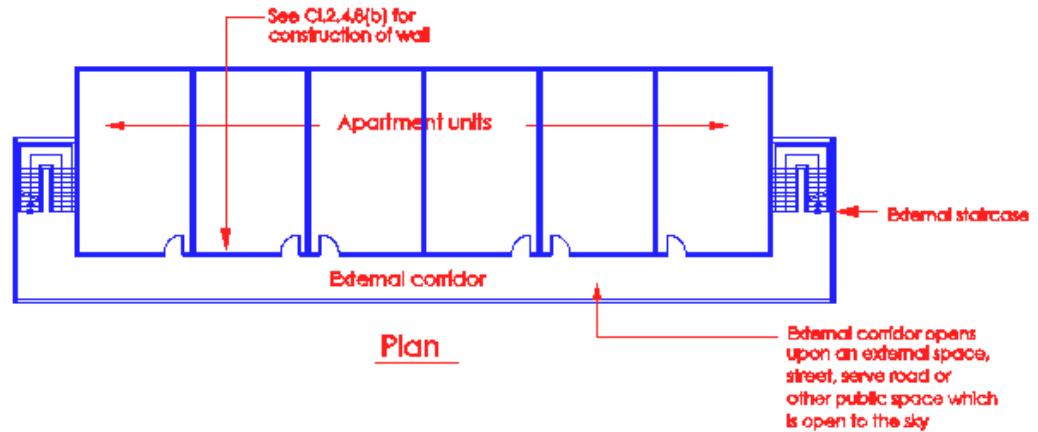 See Cl.2.4.8(b) for
construction of wall
Apartment units
External staircase
External corridor
Plan
External corridor opens
upon an external space,
street, serve road or
other public space which
is open to the sky